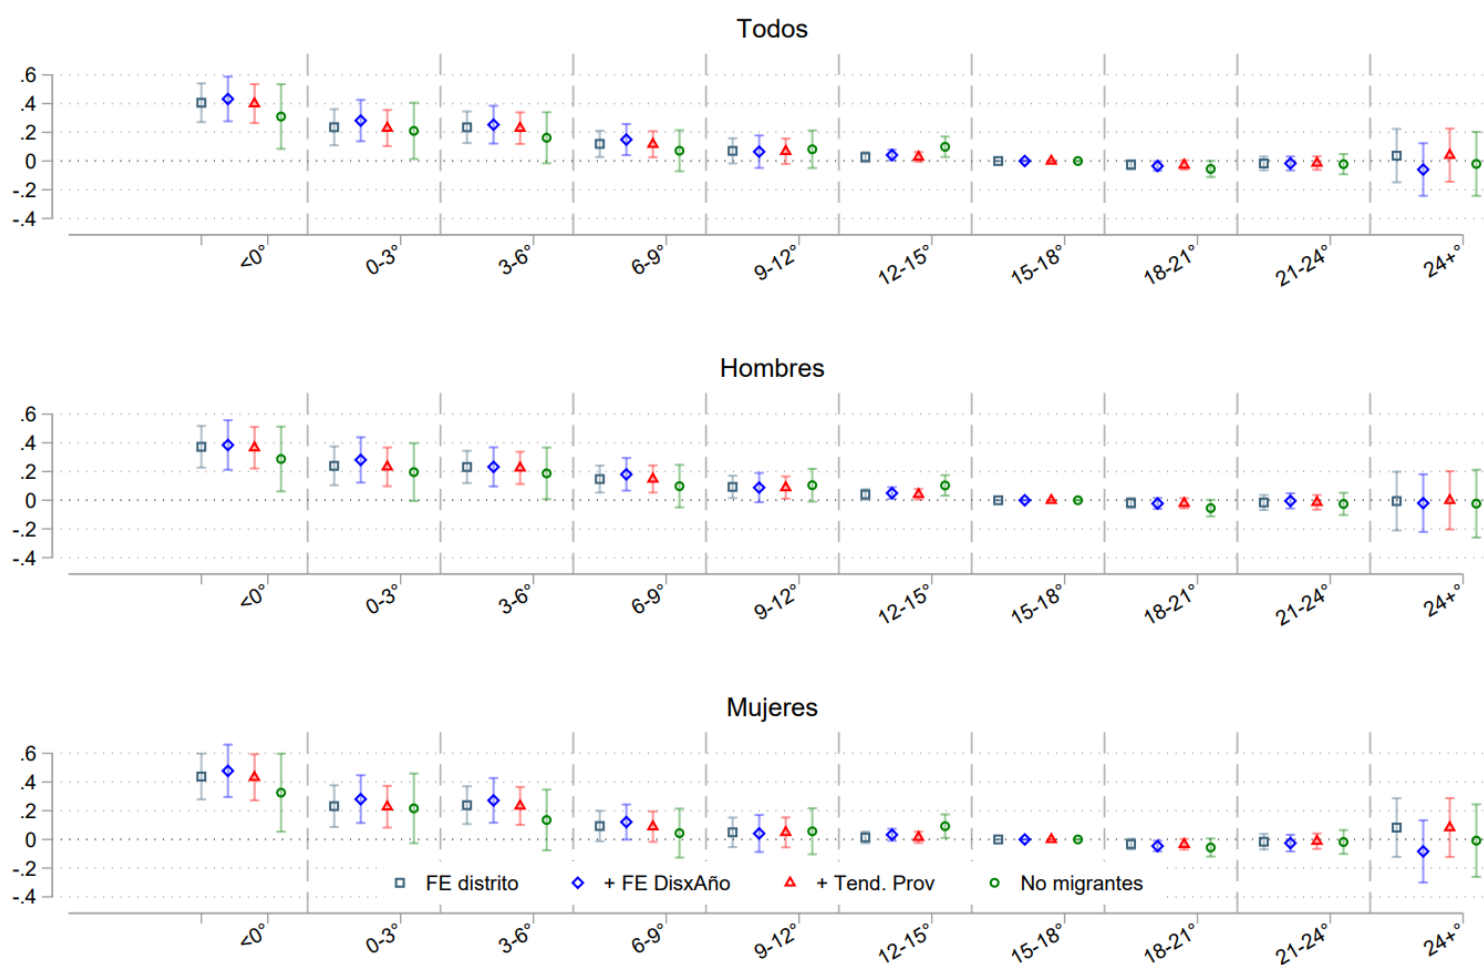 Todos
.6
.4
.2
0
-.2
-.4
<0° 0-3° 3-6° 6-9° 9-12° 12-15° 15-18° 18-21° 21-24° 24+°
Hombres
.6
.4
.2
0
-.2
-.4
<0° 0-3° 3-6° 6-9° 9-12° 12-15° 15-18° 18-21° 21-24° 24+°
Mujeres
.6
.4
.2
0
-.2
FE distrito + FE DisxAño + Tend. Prov No migrantes
-.4
<0° 0-3° 3-6° 6-9° 9-12° 12-15° 15-18° 18-21° 21-24° 24+°